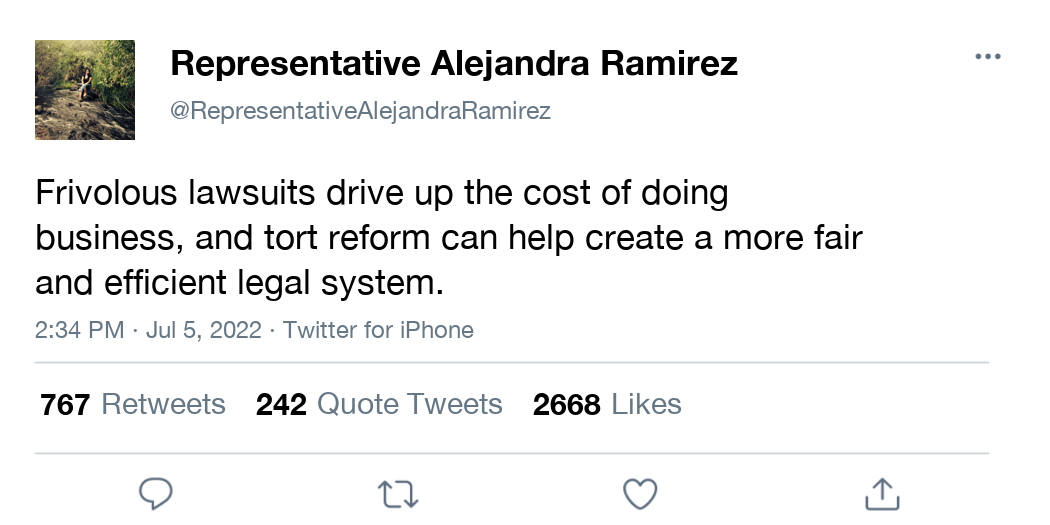 Representative Alejandra Ramirez
@RepresentativeAlejandraRamirez
Frivolous lawsuits drive up the cost of doing
business, and tort reform can help create a more fair
and efficient legal system.
2:34 PM · Jul 5, 2022 · Twitter for iPhone
767 Retweets 242 Quote Tweets 2668 Likes